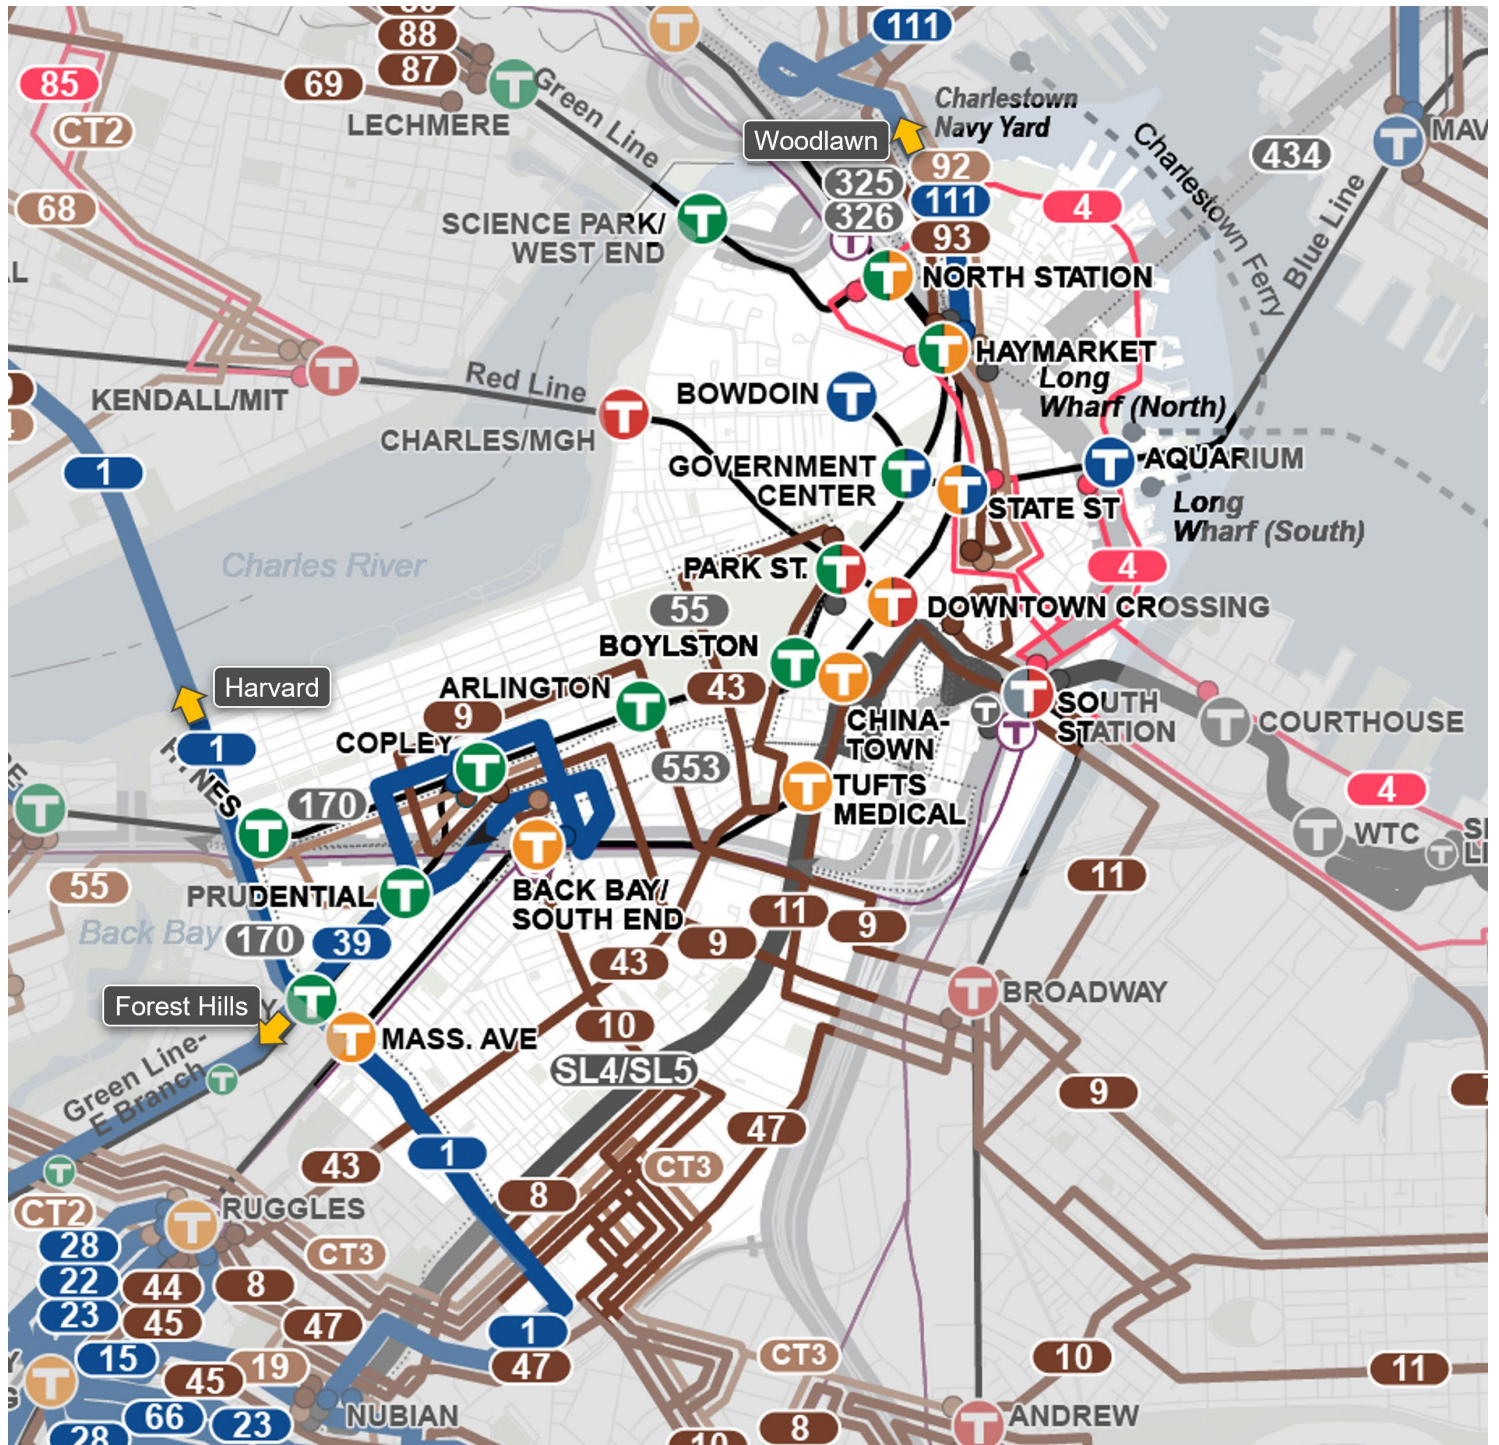 88
87
69
85
CT2
68
LECHMERE
Green Line
111
Charlestown
Navy Yard
Woodlawn
92
325
111
326
93
4
Charlestown Ferry
434
MAV
Blue Line
SCIENCE PARK/
WEST END
NORTH STATION
HAYMARKET
Long
Wharf (North)
KENDALL/MIT
Red Line
CHARLES/MGH
BOWDOIN
GOVERNMENT
CENTER
AQUARIUM
STATE ST
Long
Wharf (South)
1
Charles River
PARK ST.
4
55
DOWNTOWN CROSSING
BOYLSTON
Harvard
ARLINGTON
43
9
SOUTH
STATION
COURTHOUSE
CHINA-
TOWN
1
COPLEY
553
170
TUFTS
MEDICAL
4
WTC
55
PRUDENTIAL
BACK BAY/
SOUTH END
11
11
9
9
Back Bay
170
39
43
Forest Hills
BROADWAY
10
MASS. AVE
Green Line-
E Branch
SL4/SL5
9
47
43
1
CT3
8
CT2
RUGGLES
28
CT3
22
44
8
23
45
47
1
15
19
47
CT3
10
11
45
66
23
NUBIAN
8
ANDREW
28
10